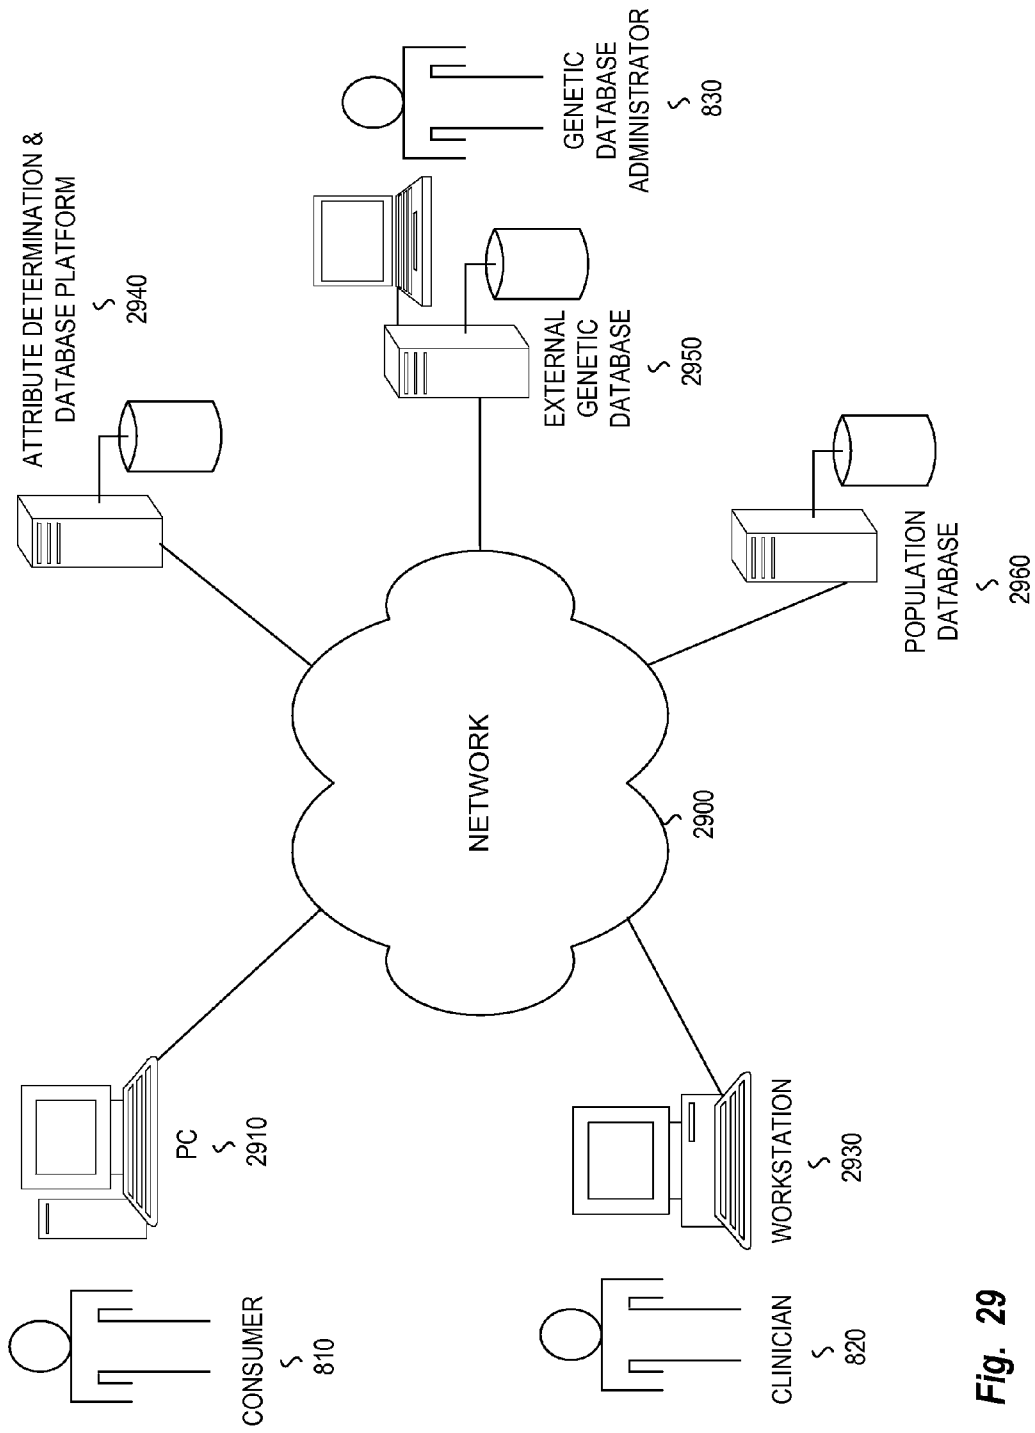 ATTRIBUTE DETERMINATION &
DATABASE PLATFORM
2940
PC
2910
CONSUMER
810
GENETIC
DATABASE
ADMINISTRATOR
830
EXTERNAL
GENETIC
DATABASE
2950
NETWORK
2900
POPULATION
DATABASE
2960
WORKSTATION
2930
CLINICIAN
820
Fig. 29